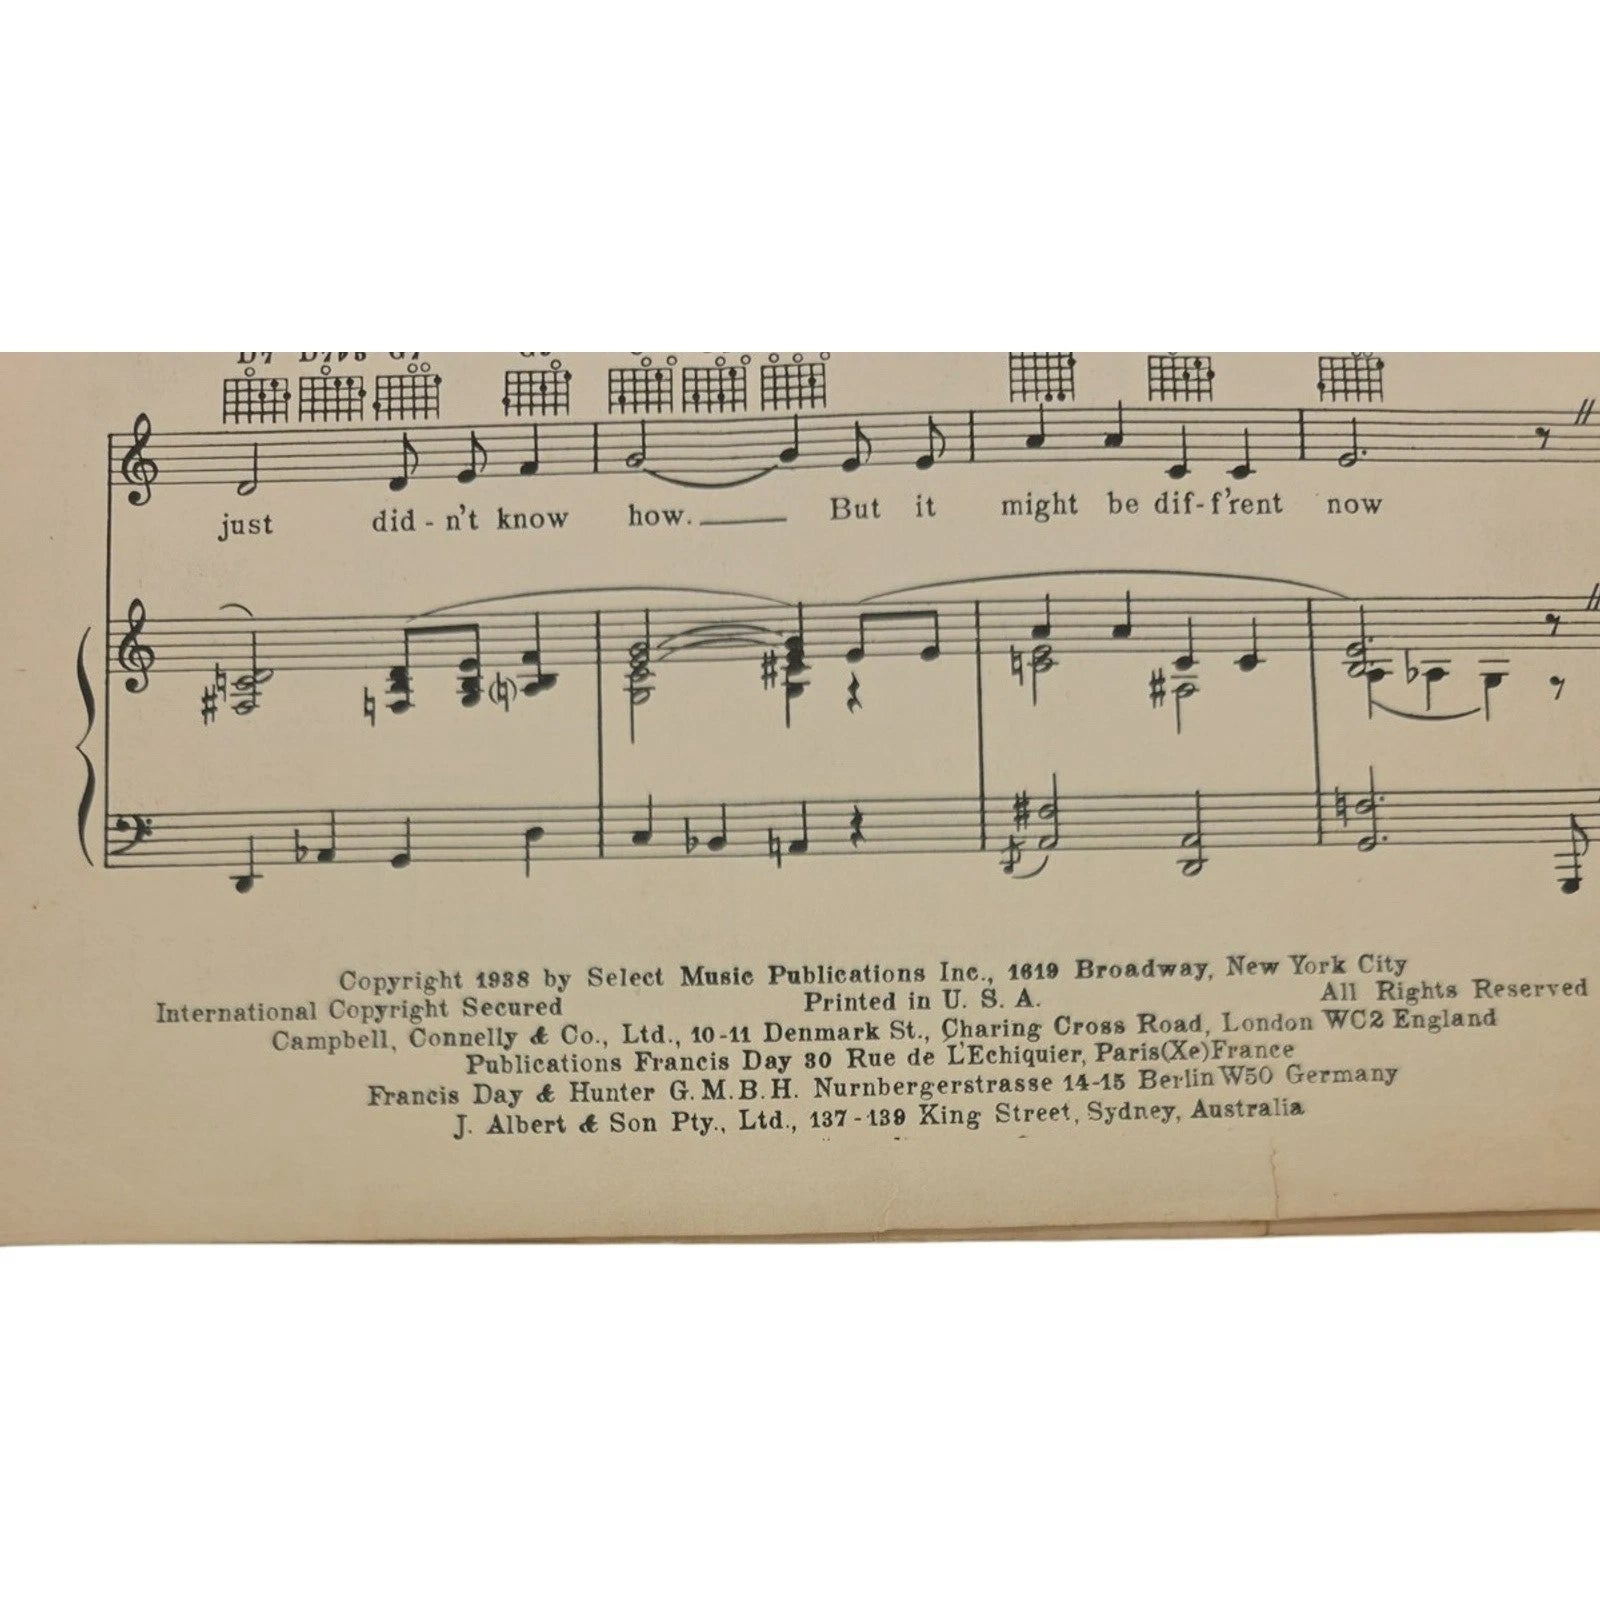 D7 G7
just did - n't know how. But it might be dif - f'rent now
Copyright 1938 by Select Music Publications Inc., 1619 Broadway, New York City
International Copyright Secured Printed in U. S. A. All Rights Reserved
Campbell, Connelly & Co., Ltd., 10-11 Denmark St., Charing Cross Road, London WC2 England
Publications Francis Day 30 Rue de L'Echiquier, Paris(Xe)France
Francis Day & Hunter G.M.B.H. Nurnbergerstrasse 14-15 Berlin W50 Germany
J. Albert & Son Pty., Ltd., 137-139 King Street, Sydney, Australia